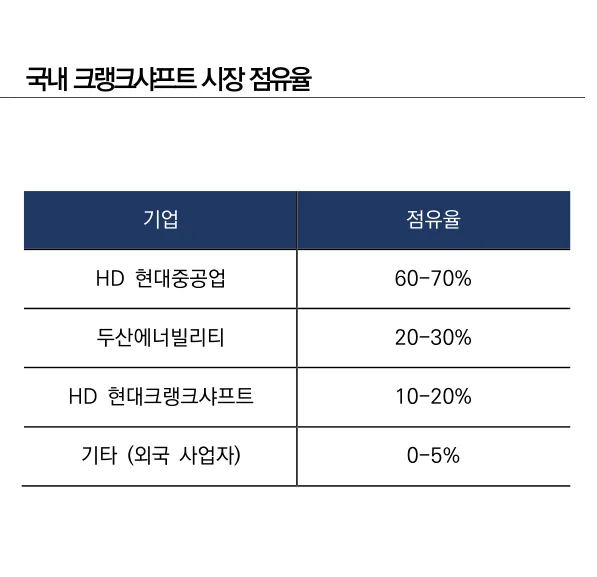 국내 크랭크샤프트 시장 점유율
기업 점유율
HD 현대중공업 60-70%
두산에너빌리티 20-30%
HD 현대크랭크샤프트 10-20%
기타 (외국 사업자) 0-5%